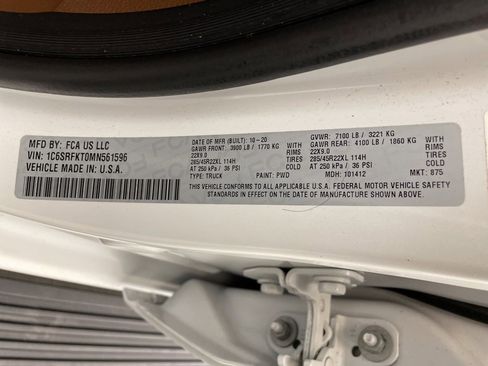 MFD BY: FCA US LLC
VIN: 1C6SRFKT0MN561596
VEHICLE MADE IN: U.S.A.
DATE OF MFR (BUILT): 10-20
GAWR FRONT: 3900 LB / 1770 KG
22X9.0 RIMS
285/45R22XL 114H TIRES
AT 250 kPa / 36 PSI COLD
TYPE: TRUCK
GVWR: 7100 LB / 3221 KG
GAWR REAR: 4100 LB / 1860 KG
22X9.0 RIMS
285/45R22XL 114H TIRES
AT 250 kPa / 36 PSI COLD
PAINT: PWD MDH: 101412 MKT: 875
THIS VEHICLE CONFORMS TO ALL APPLICABLE U.S.A. FEDERAL MOTOR VEHICLE SAFETY
STANDARDS IN EFFECT ON THE DATE OF MANUFACTURE SHOWN ABOVE.